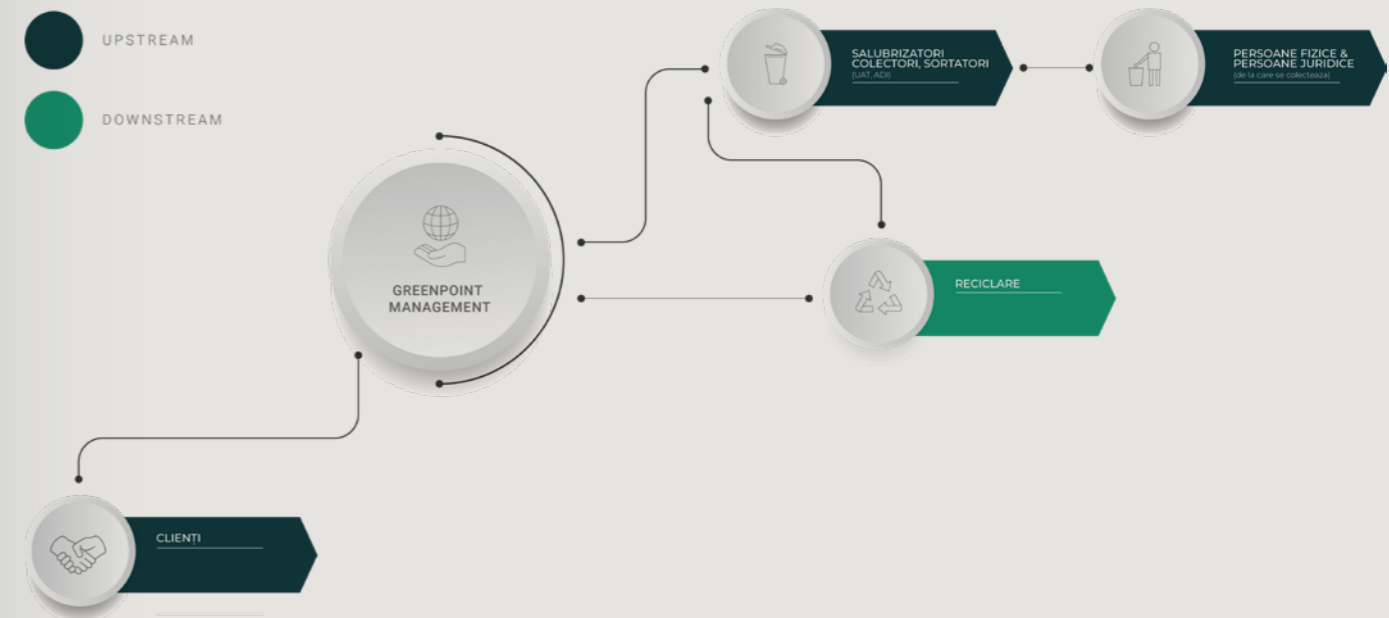 UPSTREAM
DOWNSTREAM
SALUBRIZATORI
COLECTORI, SORTATORI
(UAT, ADI)
PERSOANE FIZICE &
PERSOANE JURIDICE
(de la care se colecteaza)
GREENPOINT
MANAGEMENT
RECICLARE
CLIENȚI